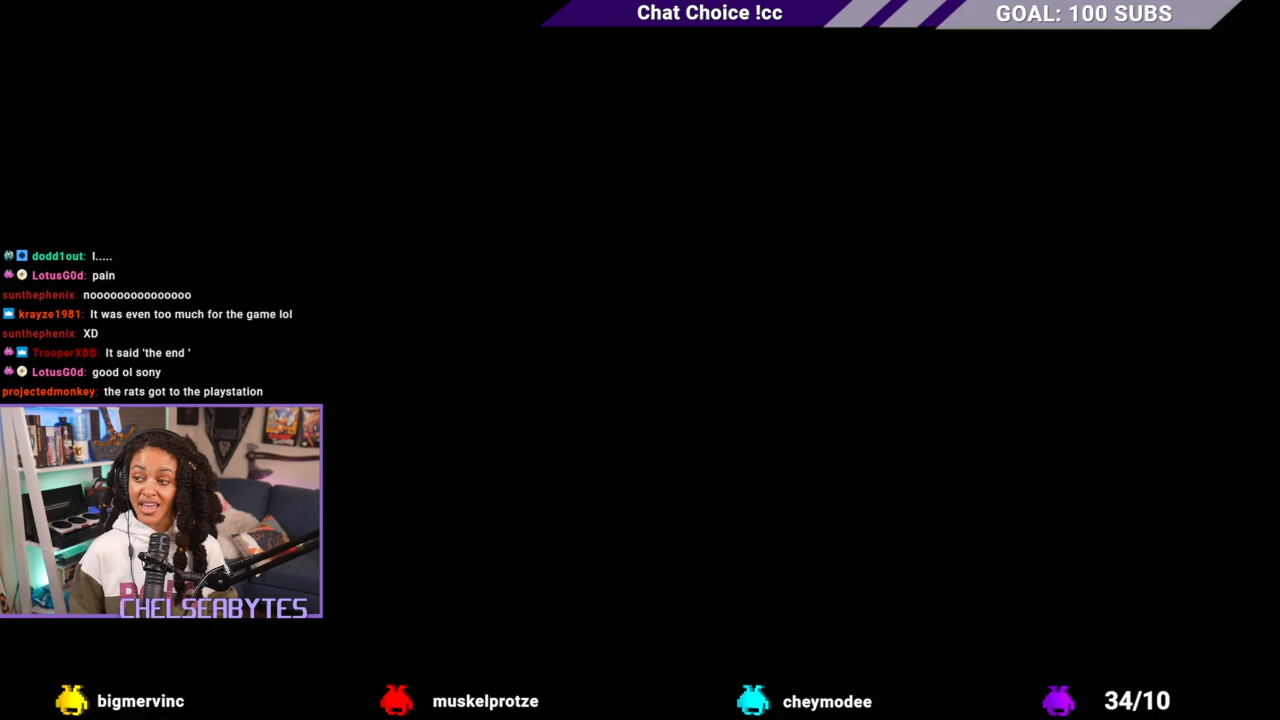 Chat Choice !cc
GOAL: 100 SUBS
dodd1out: I.....
LotusG0d: pain
sunthephenix: nooooooooooooooo
krayze1981: It was even too much for the game lol
sunthephenix: XD
TrooperX88: It said 'the end '
LotusG0d: good ol sony
projectedmonkey: the rats got to the playstation
CHELSEABYTES
bigmervinc
muskelprotze
cheymodee
34/10